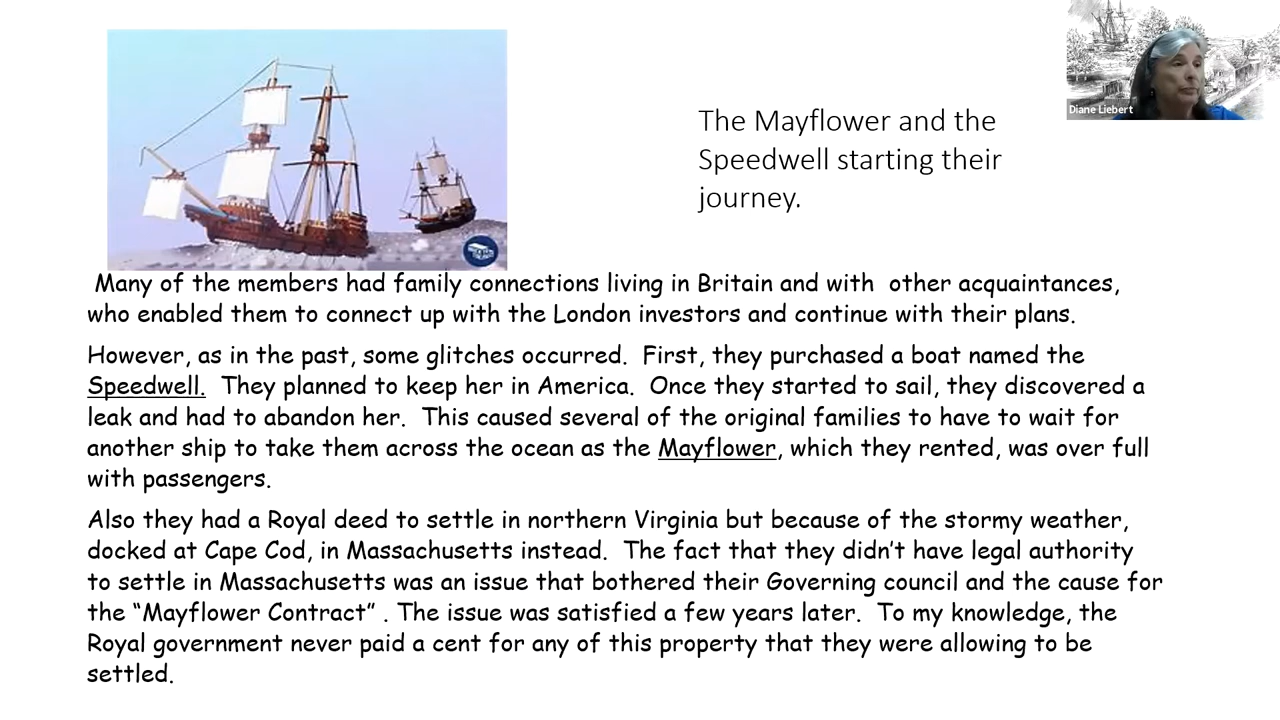 The Mayflower and the
Speedwell starting their
journey.
Diane Liebert
Many of the members had family connections living in Britain and with  other acquaintances,
who enabled them to connect up with the London investors and continue with their plans.
However, as in the past, some glitches occurred.  First, they purchased a boat named the
Speedwell.  They planned to keep her in America.  Once they started to sail, they discovered a
leak and had to abandon her.  This caused several of the original families to have to wait for
another ship to take them across the ocean as the Mayflower, which they rented, was over full
with passengers.
Also they had a Royal deed to settle in northern Virginia but because of the stormy weather,
docked at Cape Cod, in Massachusetts instead.  The fact that they didn’t have legal authority
to settle in Massachusetts was an issue that bothered their Governing council and the cause for
the “Mayflower Contract” . The issue was satisfied a few years later.  To my knowledge, the
Royal government never paid a cent for any of this property that they were allowing to be
settled.